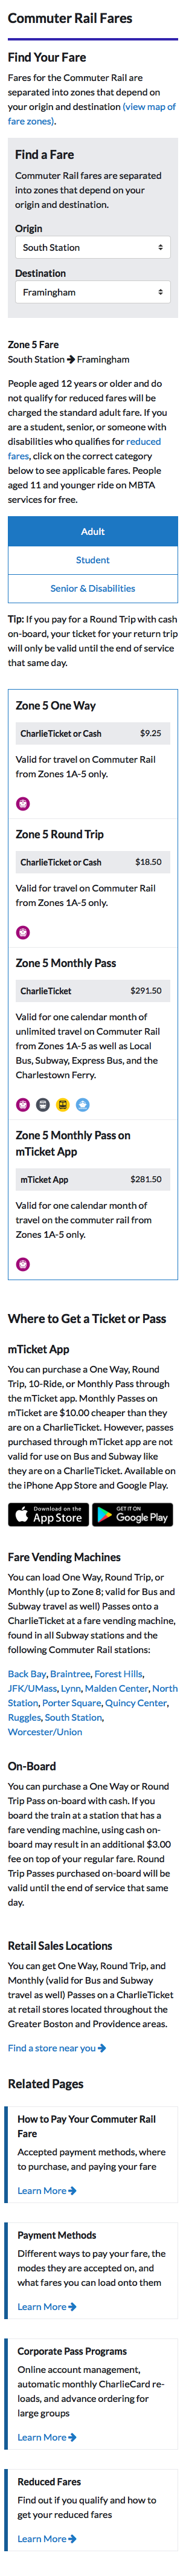 Commuter Rail Fares
Find Your Fare
Fares for the Commuter Rail are
separated into zones that depend on
your origin and destination (view map of
fare zones).
Find a Fare
Commuter Rail fares are separated
into zones that depend on your
origin and destination.
Origin
South Station
Destination
Framingham
Zone 5 Fare
South Station → Framingham
People aged 12 years or older and do
not qualify for reduced fares will be
charged the standard adult fare. If you
are a student, senior, or someone with
disabilities who qualifies for reduced
fares, click on the correct category
below to see applicable fares. People
aged 11 and younger ride on MBTA
services for free.
Adult
Student
Senior & Disabilities
Tip: If you pay for a Round Trip with cash
on-board, your ticket for your return trip
will only be valid until the end of service
that same day.
Zone 5 One Way
CharlieTicket or Cash $9.25
Valid for travel on Commuter Rail
from Zones 1A-5 only.
Zone 5 Round Trip
CharlieTicket or Cash $18.50
Valid for travel on Commuter Rail
from Zones 1A-5 only.
Zone 5 Monthly Pass
CharlieTicket $291.50
Valid for one calendar month of
unlimited travel on Commuter Rail
from Zones 1A-5 as well as Local
Bus, Subway, Express Bus, and the
Charlestown Ferry.
Zone 5 Monthly Pass on
mTicket App
mTicket App $281.50
Valid for one calendar month of
travel on the commuter rail from
Zones 1A-5 only.
Where to Get a Ticket or Pass
mTicket App
You can purchase a One Way, Round
Trip, 10-Ride, or Monthly Pass through
the mTicket app. Monthly Passes on
mTicket are $10.00 cheaper than they
are on a CharlieTicket. However, passes
purchased through mTicket app are not
valid for use on Bus and Subway like
they are on a CharlieTicket. Available on
the iPhone App Store and Google Play.
Download on the
App Store
GET IT ON
Google Play
Fare Vending Machines
You can load One Way, Round Trip, or
Monthly (up to Zone 8; valid for Bus and
Subway travel as well) Passes onto a
CharlieTicket at a fare vending machine,
found in all Subway stations and the
following Commuter Rail stations:
Back Bay, Braintree, Forest Hills,
JFK/UMass, Lynn, Malden Center, North
Station, Porter Square, Quincy Center,
Ruggles, South Station,
Worcester/Union
On-Board
You can purchase a One Way or Round
Trip Pass on-board with cash. If you
board the train at a station that has a
fare vending machine, using cash on-
board may result in an additional $3.00
fee on top of your regular fare. Round
Trip Passes purchased on-board will be
valid until the end of service that same
day.
Retail Sales Locations
You can get One Way, Round Trip, and
Monthly (valid for Bus and Subway
travel as well) Passes on a CharlieTicket
at retail stores located throughout the
Greater Boston and Providence areas.
Find a store near you →
Related Pages
How to Pay Your Commuter Rail
Fare
Accepted payment methods, where
to purchase, and paying your fare
Learn More →
Payment Methods
Different ways to pay your fare, the
modes they are accepted on, and
what fares you can load onto them
Learn More →
Corporate Pass Programs
Online account management,
automatic monthly CharlieCard re-
loads, and advance ordering for
large groups
Learn More →
Reduced Fares
Find out if you qualify and how to
get your reduced fares
Learn More →